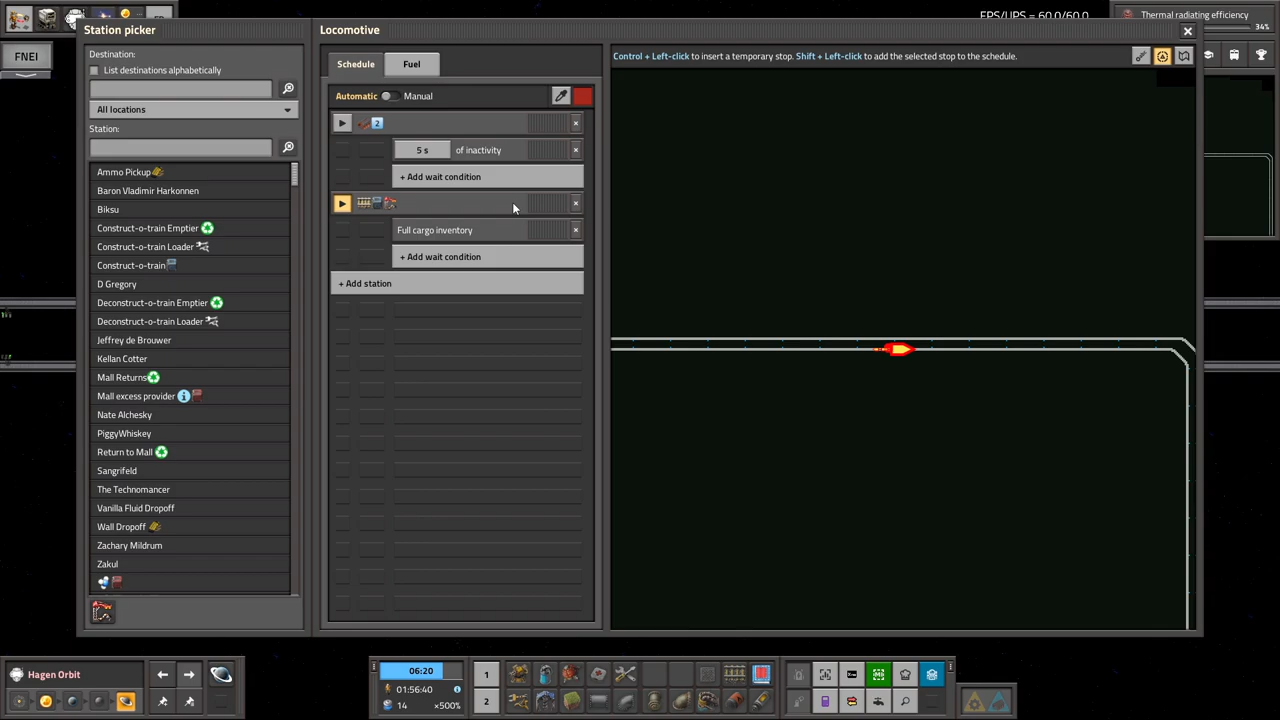 EPS/UPS = 60.0/60.0
Thermal radiating efficiency
34%
FNEI
Station picker
Destination:
List destinations alphabetically
All locations
Station:
Ammo Pickup
Baron Vladimir Harkonnen
Biksu
Construct-o-train Emptier
Construct-o-train Loader
Construct-o-train
D Gregory
Deconstruct-o-train Emptier
Deconstruct-o-train Loader
Jeffrey de Brouwer
Kellan Cotter
Mall Returns
Mall excess provider
Nate Alchesky
PiggyWhiskey
Return to Mall
Sangrifeld
The Technomancer
Vanilla Fluid Dropoff
Wall Dropoff
Zachary Mildrum
Zakul
Locomotive
Schedule
Fuel
Automatic
Manual
2
5 s
of inactivity
+ Add wait condition
Full cargo inventory
+ Add wait condition
+ Add station
Control + Left-click to insert a temporary stop. Shift + Left-click to add the selected stop to the schedule.
Hagen Orbit
06:20
01:56:40
14
×500%
1
2